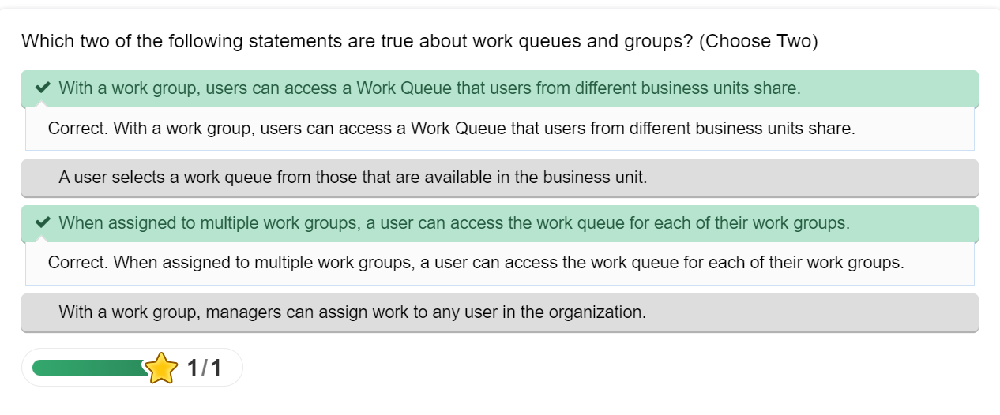 Which two of the following statements are true about work queues and groups? (Choose Two)
With a work group, users can access a Work Queue that users from different business units share.
Correct. With a work group, users can access a Work Queue that users from different business units share.
A user selects a work queue from those that are available in the business unit.
When assigned to multiple work groups, a user can access the work queue for each of their work groups.
Correct. When assigned to multiple work groups, a user can access the work queue for each of their work groups.
With a work group, managers can assign work to any user in the organization.
1/1